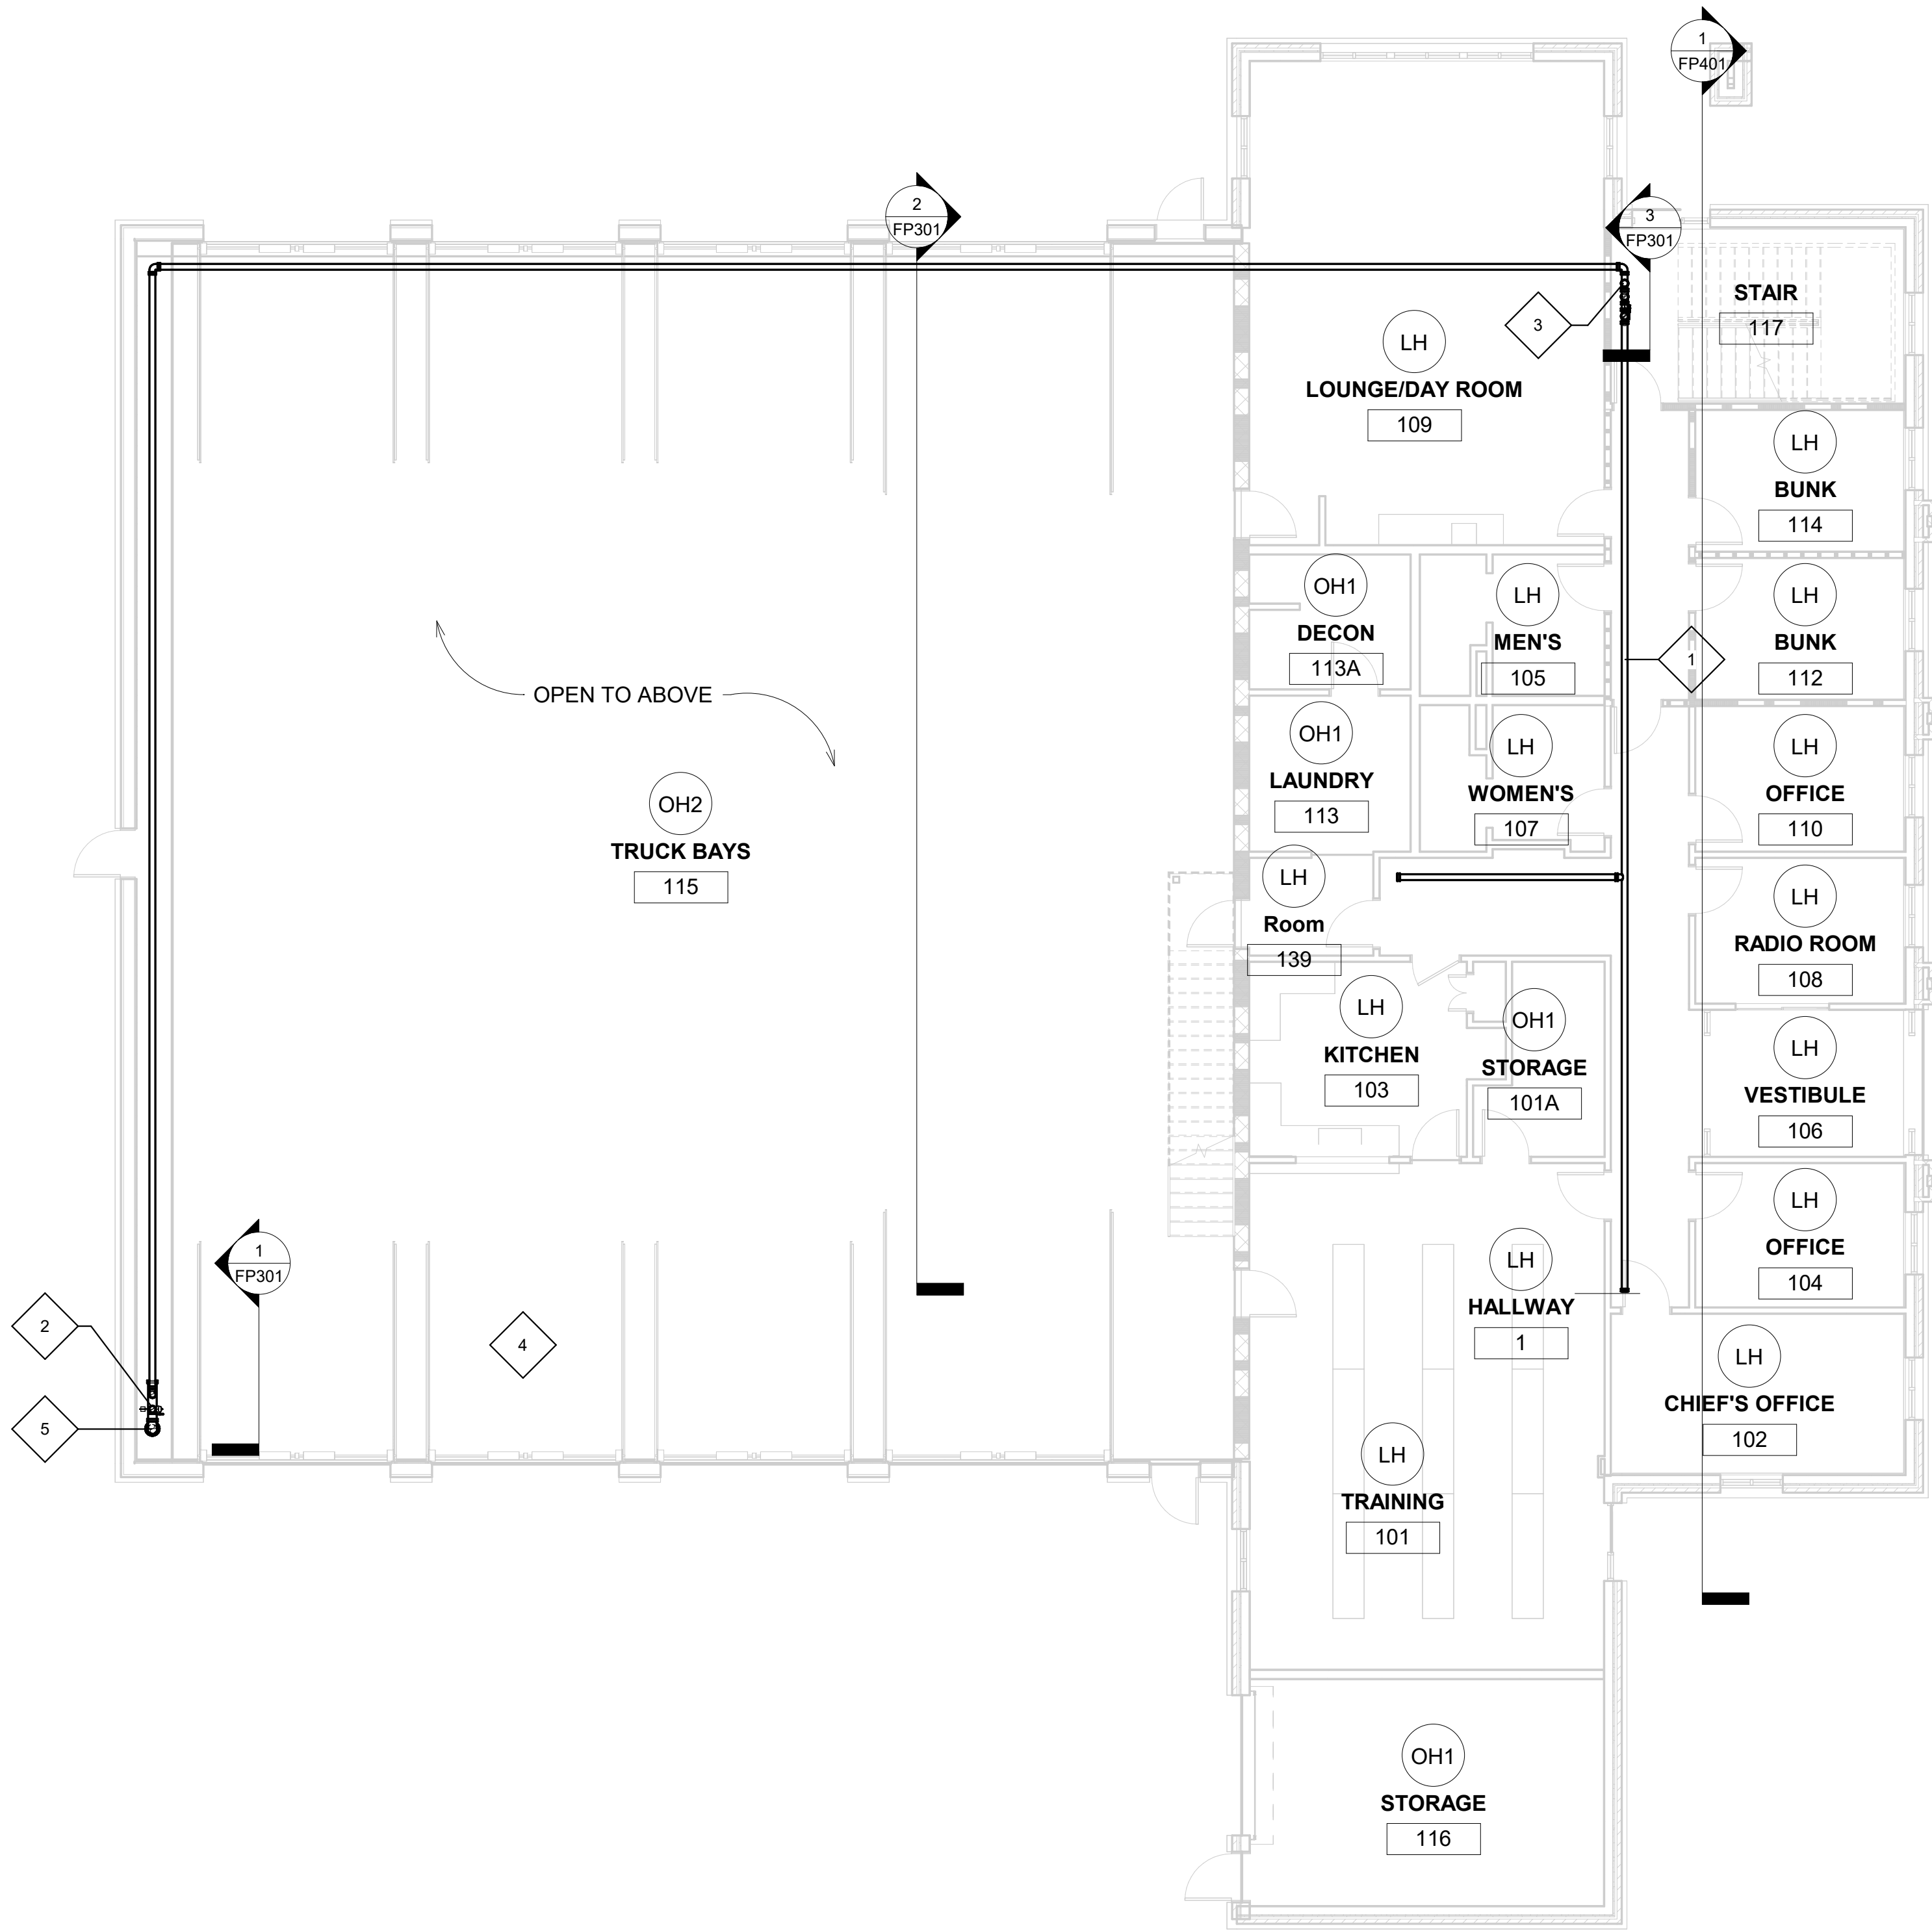 1
FP401
2
FP301
3
FP301
STAIR
117
3
LH
LOUNGE/DAY ROOM
109
LH
BUNK
114
OH1
DECON
113A
LH
MEN'S
105
LH
BUNK
112
1
OPEN TO ABOVE
OH1
LAUNDRY
113
LH
WOMEN'S
107
LH
OFFICE
110
OH2
TRUCK BAYS
115
LH
Room
139
LH
RADIO ROOM
108
LH
KITCHEN
103
OH1
STORAGE
101A
LH
VESTIBULE
106
LH
OFFICE
104
1
FP301
LH
HALLWAY
1
2
4
5
LH
CHIEF'S OFFICE
102
LH
TRAINING
101
OH1
STORAGE
116